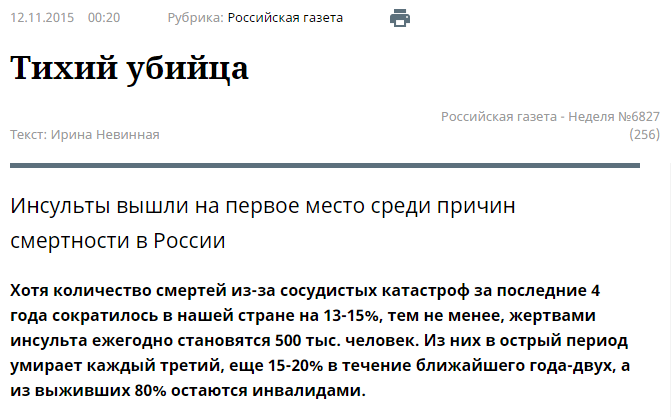 12.11.2015 00:20 Рубрика: Российская газета
Тихий убийца
Российская газета - Неделя №6827
Текст: Ирина Невинная (256)
Инсульты вышли на первое место среди причин
смертности в России
Хотя количество смертей из-за сосудистых катастроф за последние 4
года сократилось в нашей стране на 13-15%, тем не менее, жертвами
инсульта ежегодно становятся 500 тыс. человек. Из них в острый период
умирает каждый третий, еще 15-20% в течение ближайшего года-двух, а
из выживших 80% остаются инвалидами.